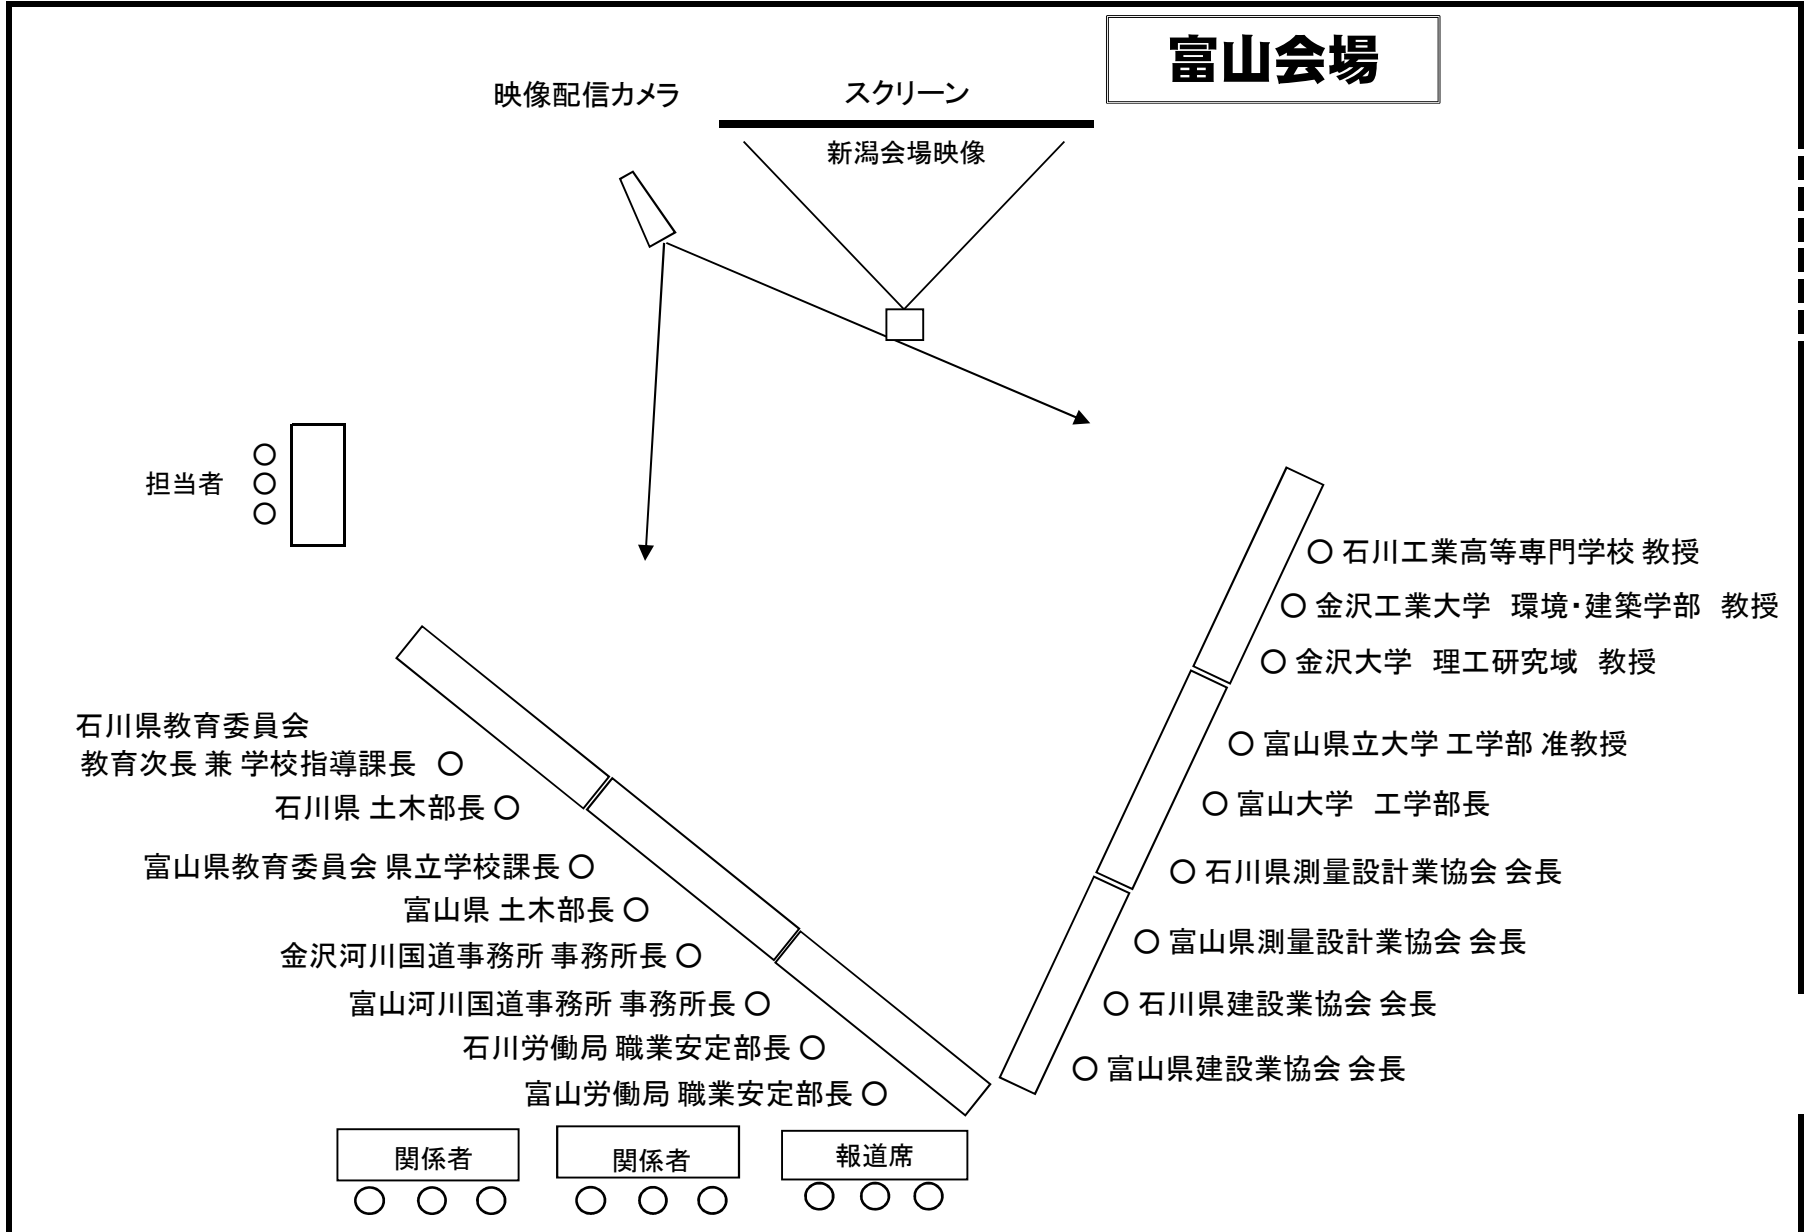 富山会場
映像配信カメラ
スクリーン
新潟会場映像
担当者
石川県教育委員会
教育次長 兼 学校指導課長 ○
石川県 土木部長 ○
富山県教育委員会 県立学校課長 ○
富山県 土木部長 ○
金沢河川国道事務所 事務所長 ○
富山河川国道事務所 事務所長 ○
石川労働局 職業安定部長 ○
富山労働局 職業安定部長 ○
○ 石川工業高等専門学校 教授
○ 金沢工業大学 環境・建築学部 教授
○ 金沢大学 理工研究域 教授
○ 富山県立大学 工学部 准教授
○ 富山大学 工学部長
○ 石川県測量設計業協会 会長
○ 富山県測量設計業協会 会長
○ 石川県建設業協会 会長
○ 富山県建設業協会 会長
関係者
関係者
報道席